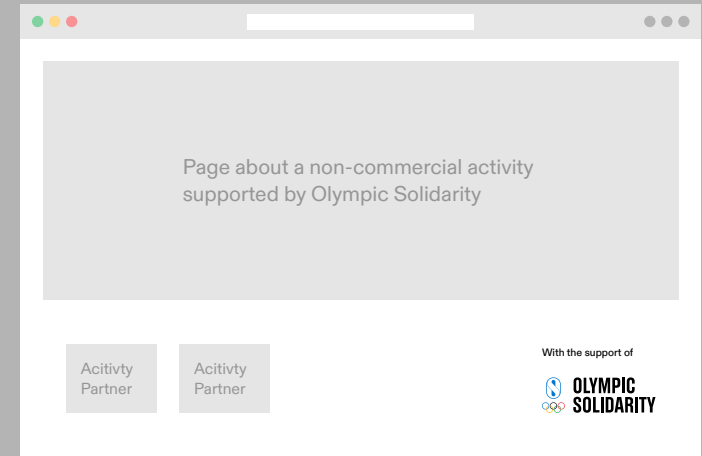 Page about a non-commercial activity
supported by Olympic Solidarity
Acitivty
Partner
Acitivty
Partner
With the support of
OLYMPIC
SOLIDARITY